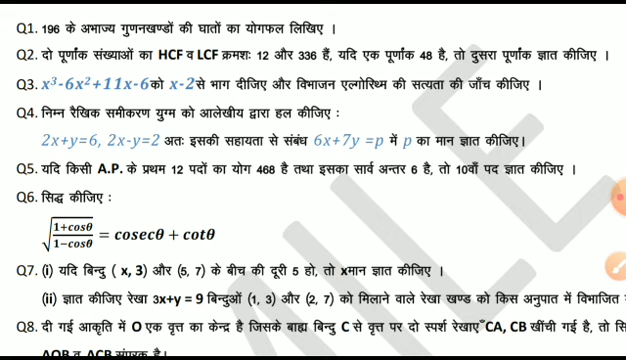 Q1. 196 के अभाज्य गुणनखण्डों की घातों का योगफल लिखिए ।
Q2. दो पूर्णांक संख्याओं का HCF व LCF क्रमशः 12 और 336 हैं, यदि एक पूर्णांक 48 है, तो दुसरा पूर्णांक ज्ञात कीजिए ।
Q3. x³-6x²+11x-6को x-2से भाग दीजिए और विभाजन एल्गोरिथ्म की सत्यता की जाँच कीजिए ।
Q4. निम्न रैखिक समीकरण युग्म को आलेखीय द्वारा हल कीजिए :
2x+y=6, 2x-y=2 अतः इसकी सहायता से संबंध 6x+7y =p में p का मान ज्ञात कीजिए।
Q5. यदि किसी A.P. के प्रथम 12 पदों का योग 468 है तथा इसका सार्व अन्तर 6 है, तो 10वाँ पद ज्ञात कीजिए ।
Q6. सिद्ध कीजिए :
√(1+cosθ/1−cosθ) = cosecθ + cotθ
Q7. (i) यदि बिन्दु ( x, 3) और (5, 7) के बीच की दूरी 5 हो, तो xमान ज्ञात कीजिए ।
(ii) ज्ञात कीजिए रेखा 3x+y = 9 बिन्दुओं (1, 3) और (2, 7) को मिलाने वाले रेखा खण्ड को किस अनुपात में विभाजित
Q8. दी गई आकृति में O एक वृत्त का केन्द्र है जिसके बाह्य बिन्दु C से वृत्त पर दो स्पर्श रेखाएँ CA, CB खींची गई है, तो
AOB व ACB संपूरक है।